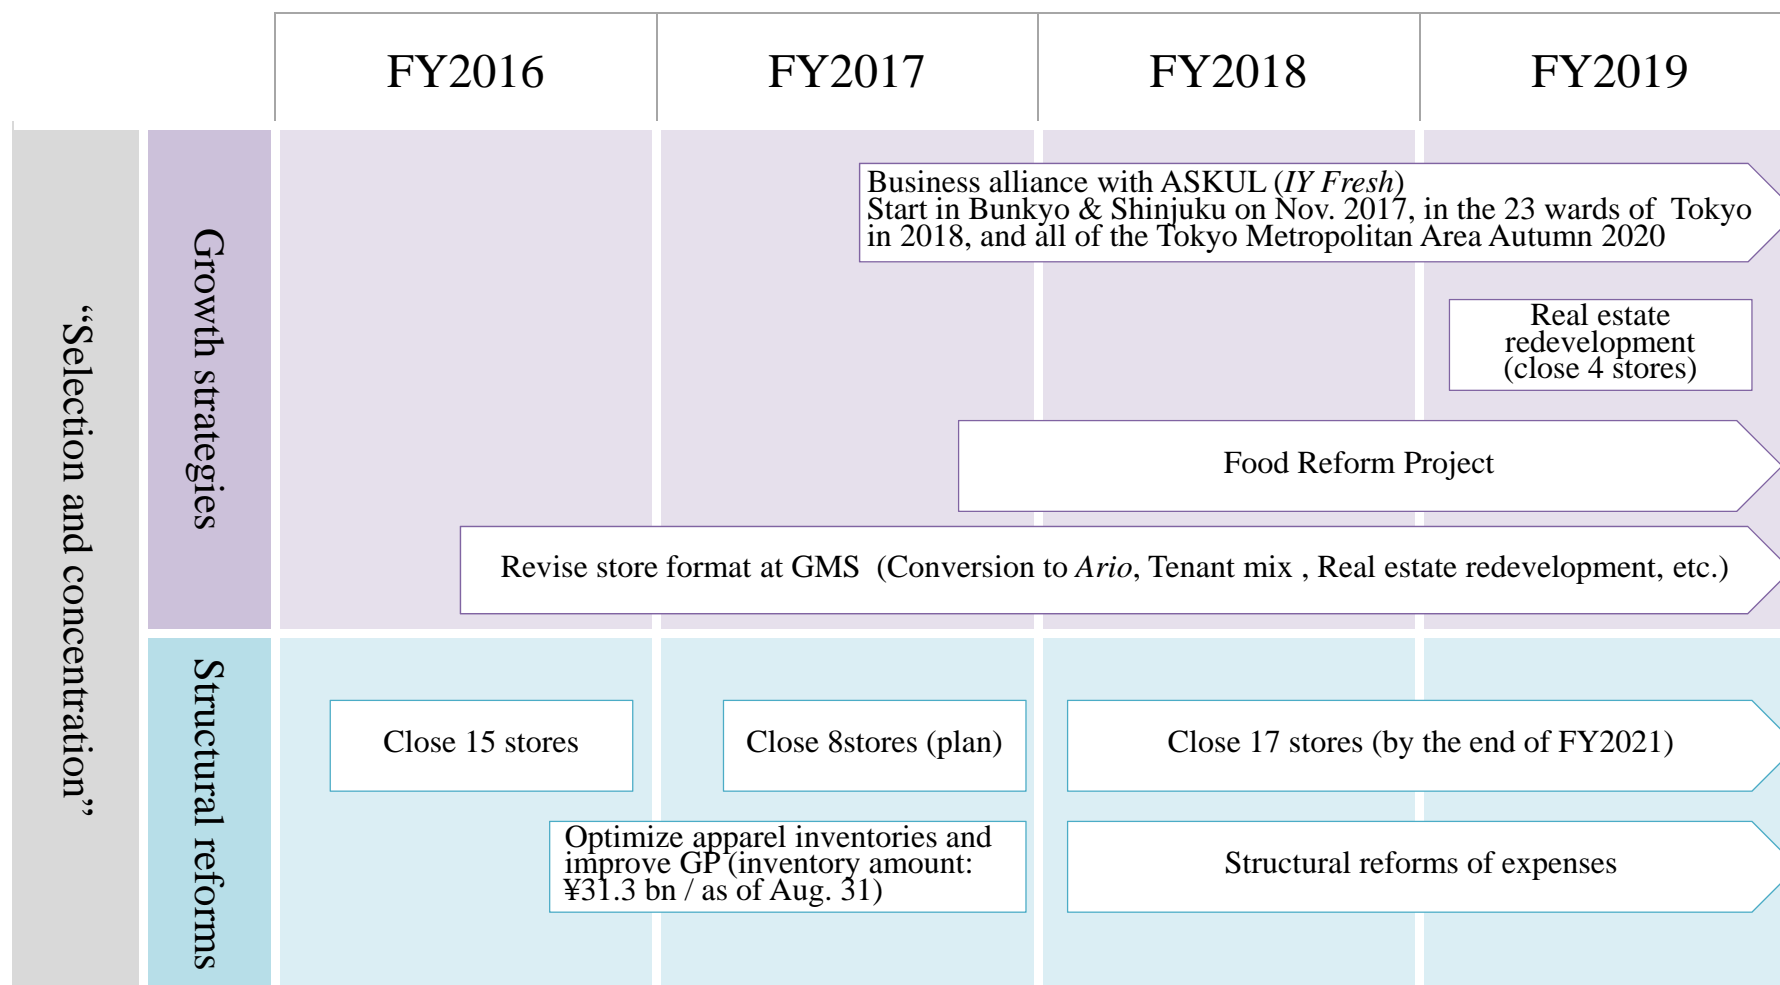 FY2016
FY2017
FY2018
FY2019
“Selection and concentration”
Growth strategies
Business alliance with ASKUL (IY Fresh)
Start in Bunkyo & Shinjuku on Nov. 2017, in the 23 wards of  Tokyo
in 2018, and all of the Tokyo Metropolitan Area Autumn 2020
Real estate
redevelopment
(close 4 stores)
Food Reform Project
Revise store format at GMS  (Conversion to Ario, Tenant mix , Real estate redevelopment, etc.)
Structural reforms
Close 15 stores
Close 8stores (plan)
Close 17 stores (by the end of FY2021)
Optimize apparel inventories and
improve GP (inventory amount:
¥31.3 bn / as of Aug. 31)
Structural reforms of expenses